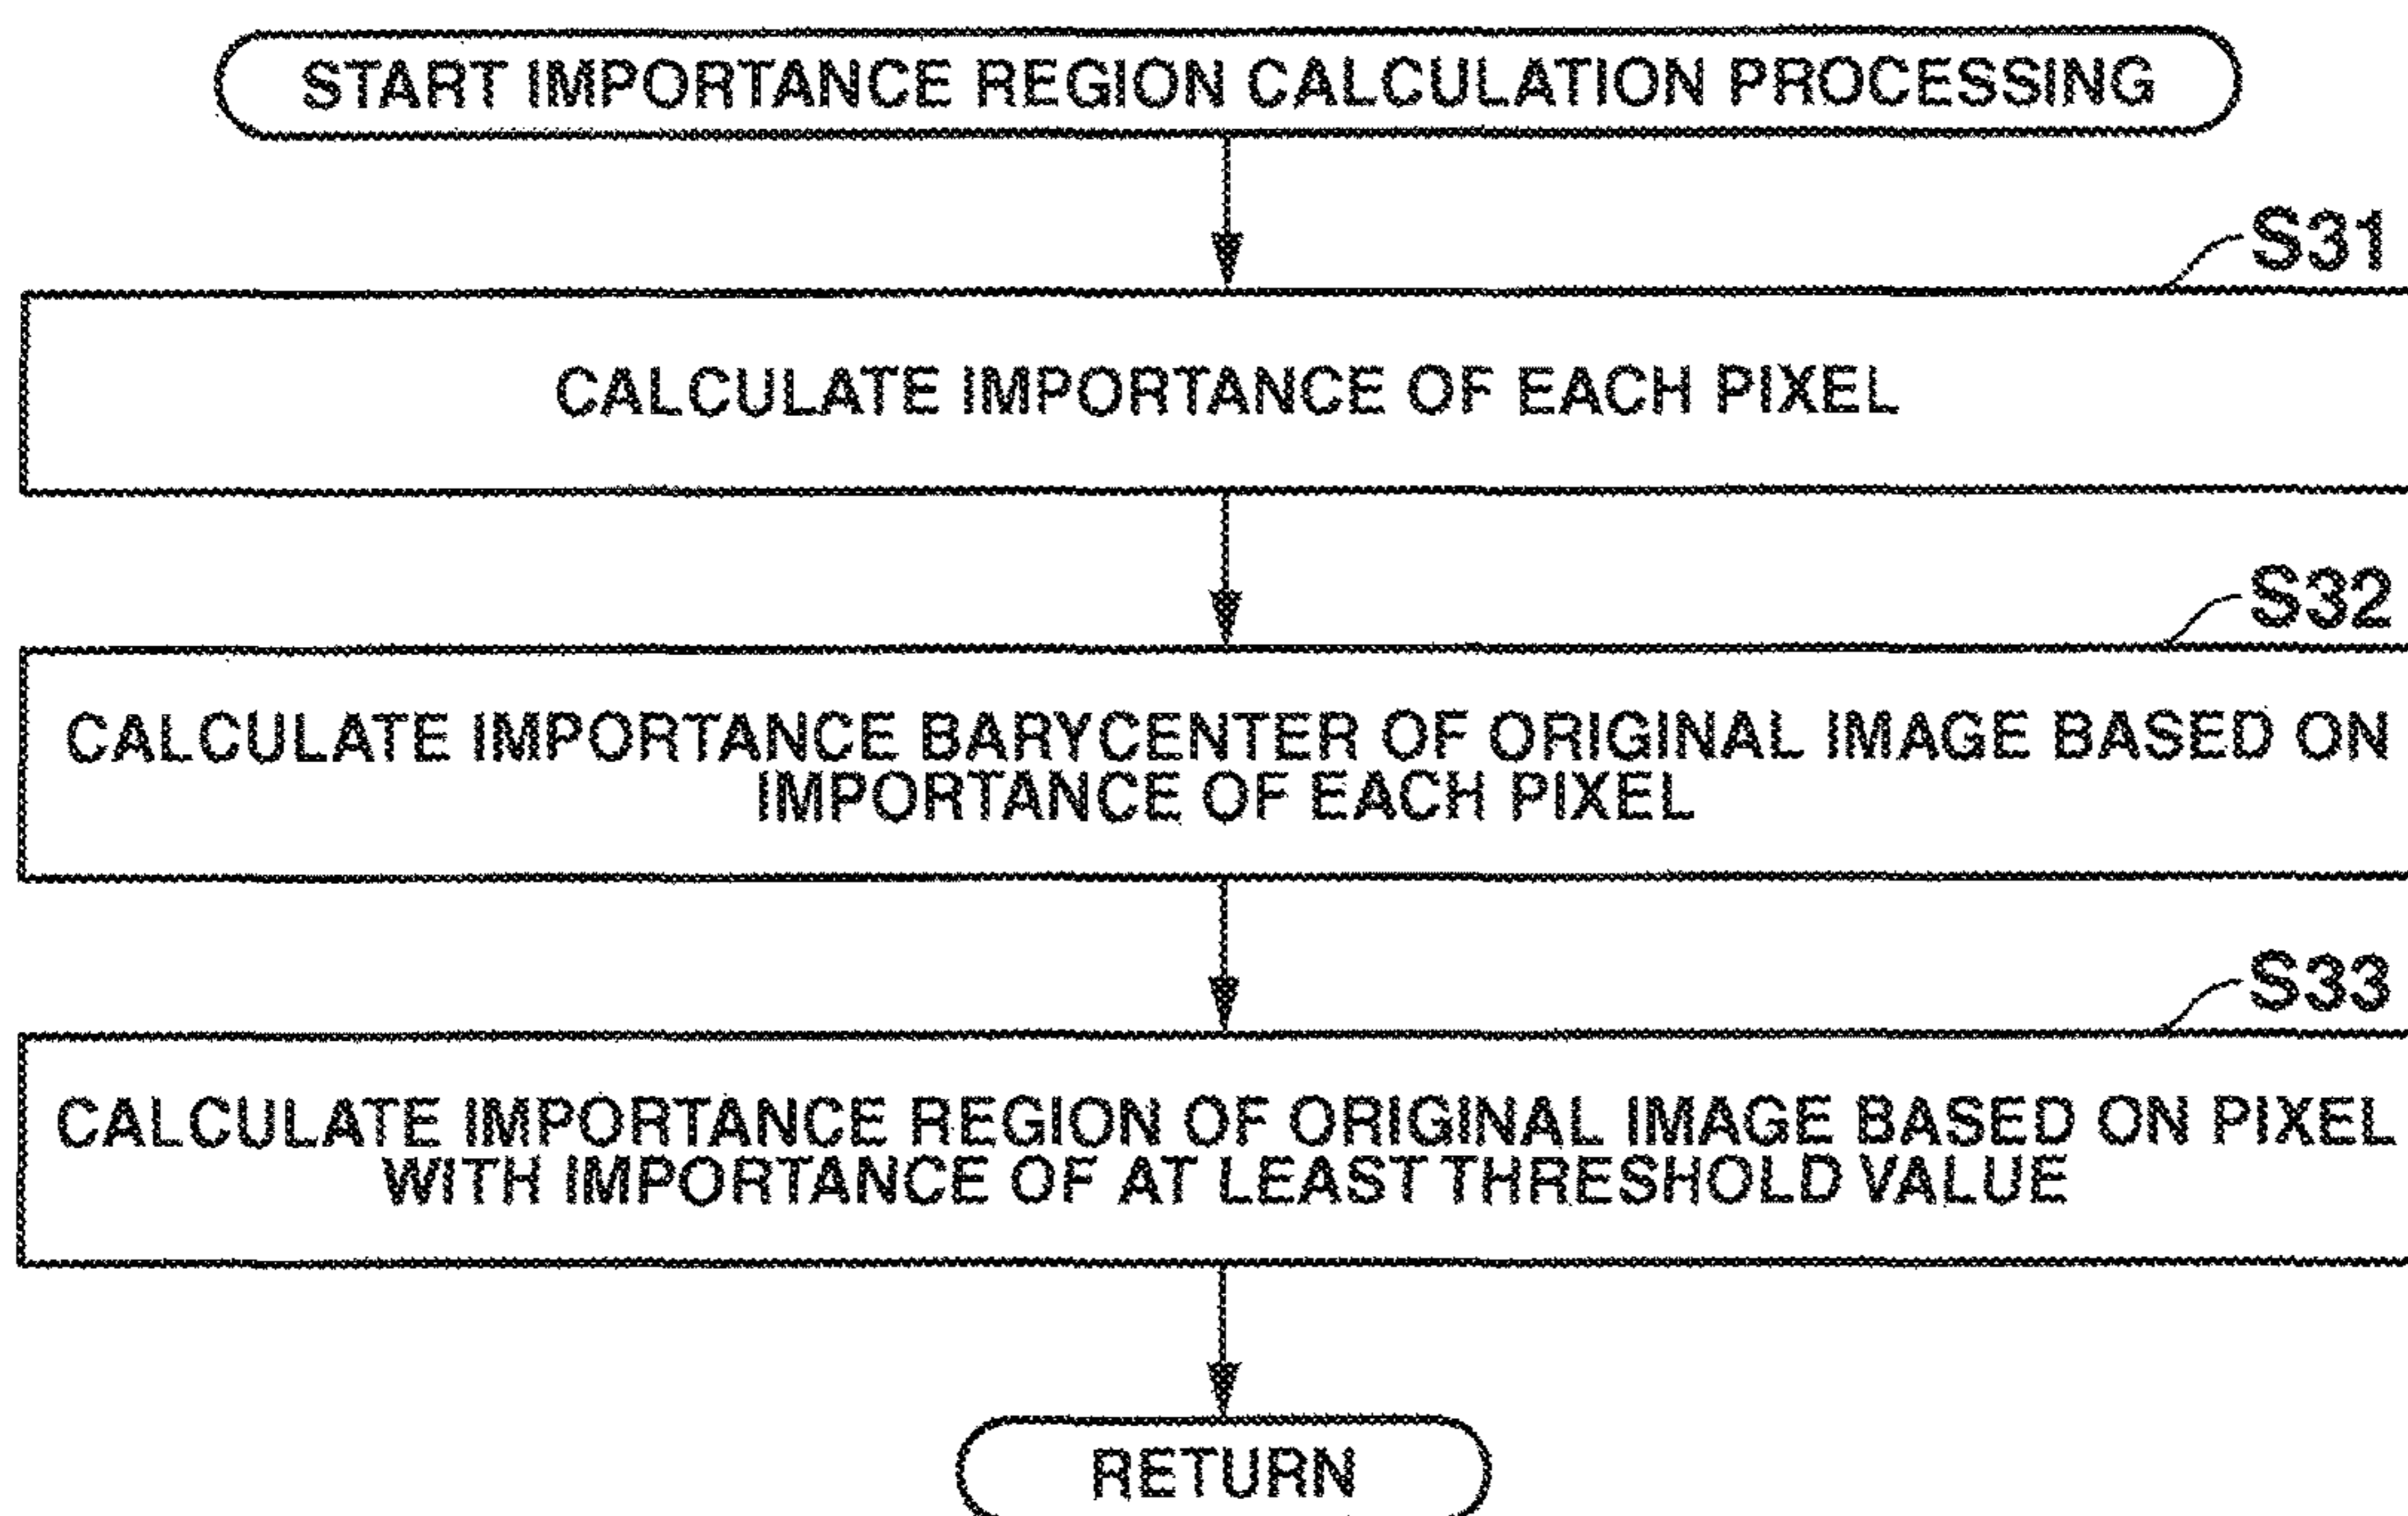 START IMPORTANCE REGION CALCULATION PROCESSING
S31
CALCULATE IMPORTANCE OF EACH PIXEL
S32
CALCULATE IMPORTANCE BARYCENTER OF ORIGINAL IMAGE BASED ON
IMPORTANCE OF EACH PIXEL
S33
CALCULATE IMPORTANCE REGION OF ORIGINAL IMAGE BASED ON PIXEL
WITH IMPORTANCE OF AT LEAST THRESHOLD VALUE
RETURN